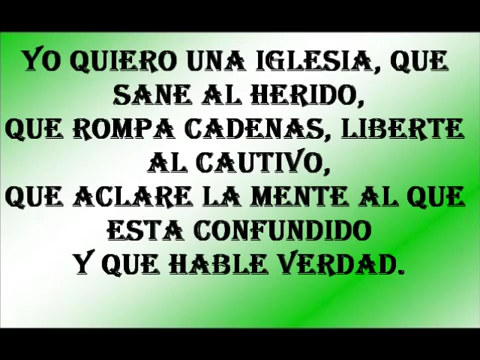 YO QUIERO UNA IGLESIA, QUE
SANE AL HERIDO,
QUE ROMPA CADENAS, LIBERTE
AL CAUTIVO,
QUE ACLARE LA MENTE AL QUE
ESTA CONFUNDIDO
Y QUE HABLE VERDAD.